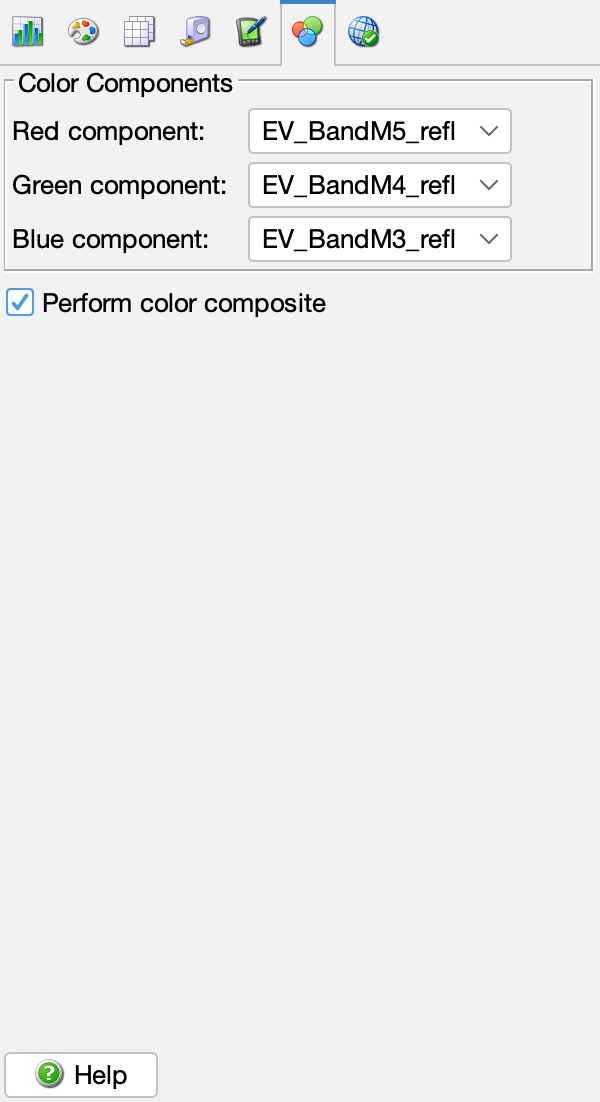 Color Components
Red component: EV_BandM5_refl
Green component: EV_BandM4_refl
Blue component: EV_BandM3_refl
Perform color composite
Help